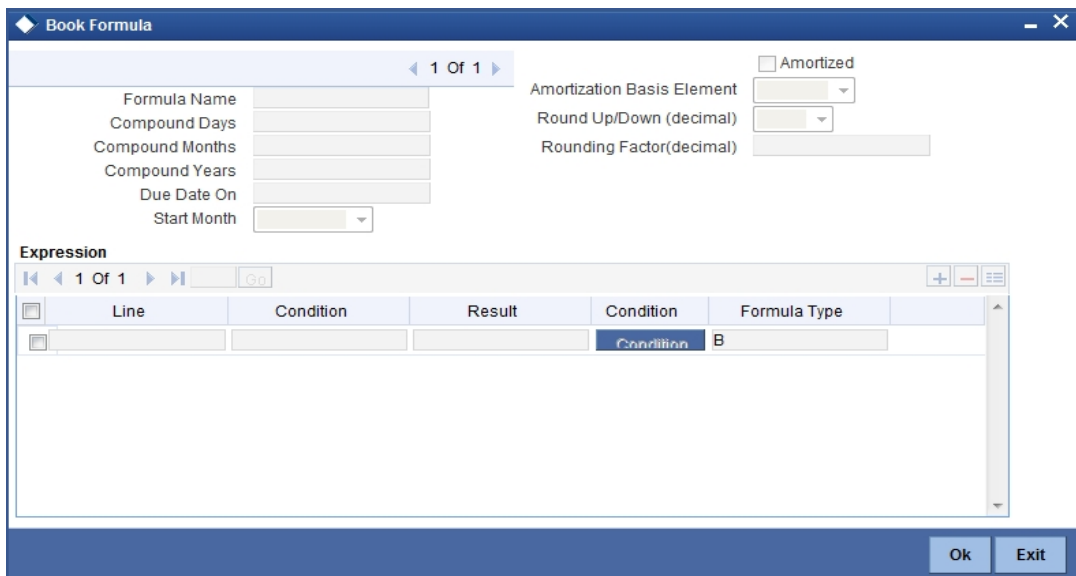 Book Formula
1 Of 1
Amortized
Formula Name
Amortization Basis Element
Compound Days
Round Up/Down (decimal)
Compound Months
Rounding Factor(decimal)
Compound Years
Due Date On
Start Month
Expression
1 Of 1 Go
Line Condition Result Condition Formula Type
Condition B
Ok Exit